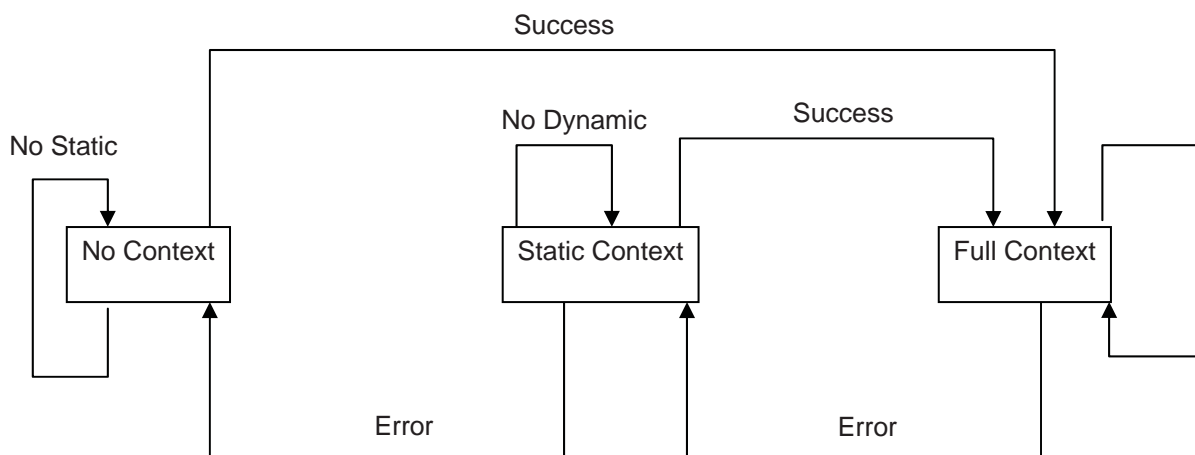 Success
No Dynamic
Success
No Static
No Context
Static Context
Full Context
Error
Error